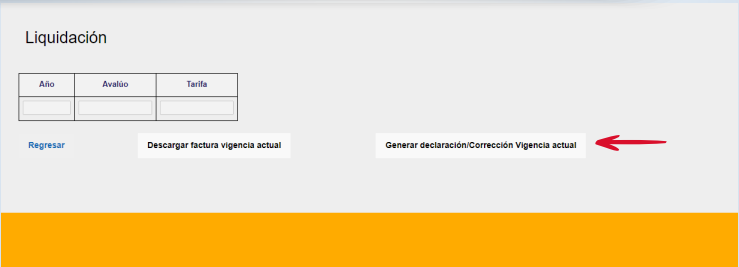 Liquidación
Año Avalúo Tarifa
Regresar Descargar factura vigencia actual Generar declaración/Corrección Vigencia actual